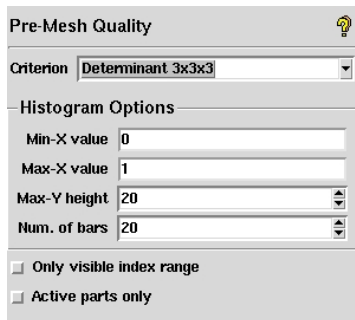 Pre-Mesh Quality
Criterion Determinant 3x3x3
Histogram Options
Min-X value 0
Max-X value 1
Max-Y height 20
Num. of bars 20
Only visible index range
Active parts only